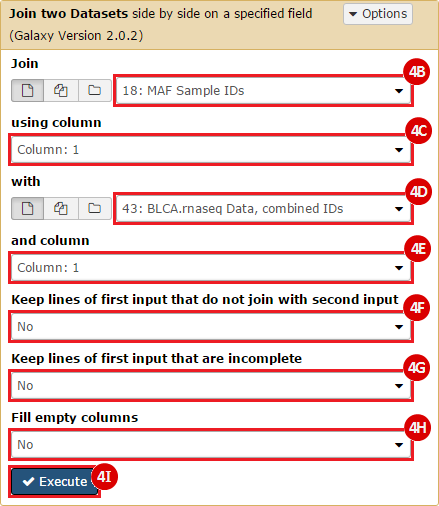 Join two Datasets side by side on a specified field
(Galaxy Version 2.0.2)
Options
Join
4B
18: MAF Sample IDs
using column
4C
Column: 1
with
4D
43: BLCA.rnaseq Data, combined IDs
and column
4E
Column: 1
Keep lines of first input that do not join with second input
4F
No
Keep lines of first input that are incomplete
4G
No
Fill empty columns
4H
No
Execute
4I